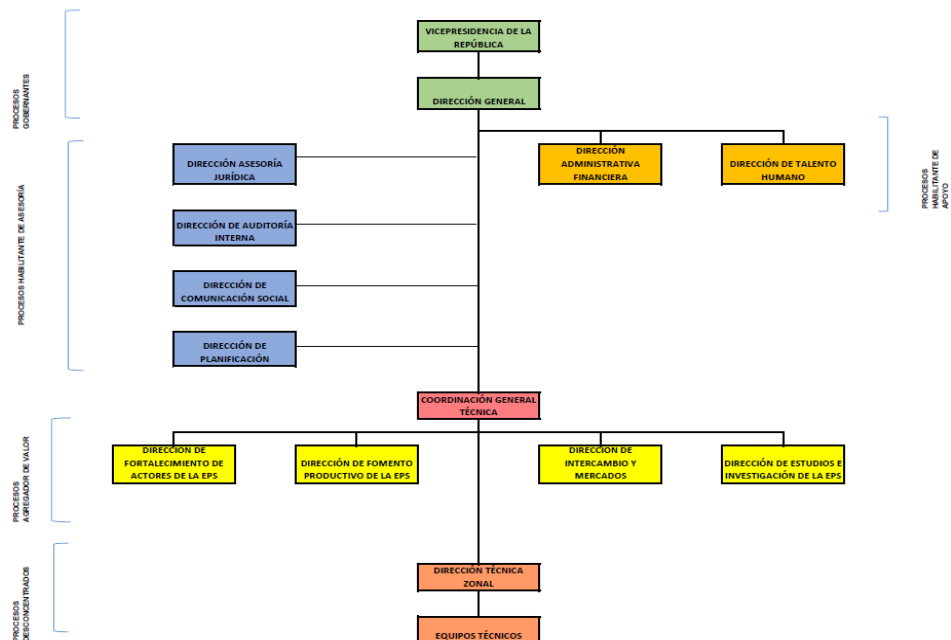 VICEPRESIDENCIA DE LA
REPÚBLICA
PROCESOS
GOBERNANTES
DIRECCIÓN GENERAL
DIRECCIÓN ASESORÍA
JURÍDICA
DIRECCIÓN
ADMINISTRATIVA
FINANCIERA
DIRECCIÓN DE TALENTO
HUMANO
PROCESOS
HABILITANTE DE
APOYO
PROCESOS HABILITANTE DE ASESORÍA
DIRECCIÓN DE AUDITORÍA
INTERNA
DIRECCIÓN DE
COMUNICACIÓN SOCIAL
DIRECCIÓN DE
PLANIFICACIÓN
COORDINACIÓN GENERAL
TÉCNICA
PROCESOS
AGREGADOR DE VALOR
DIRECCIÓN DE
FORTALECIMIENTO DE
ACTORES DE LA EPS
DIRECCIÓN DE FOMENTO
PRODUCTIVO DE LA EPS
DIRECCIÓN DE
INTERCAMBIO Y
MERCADOS
DIRECCIÓN DE ESTUDIOS E
INVESTIGACIÓN DE LA EPS
PROCESOS
DESCONCENTRADOS
DIRECCIÓN TÉCNICA
ZONAL
EQUIPOS TÉCNICOS